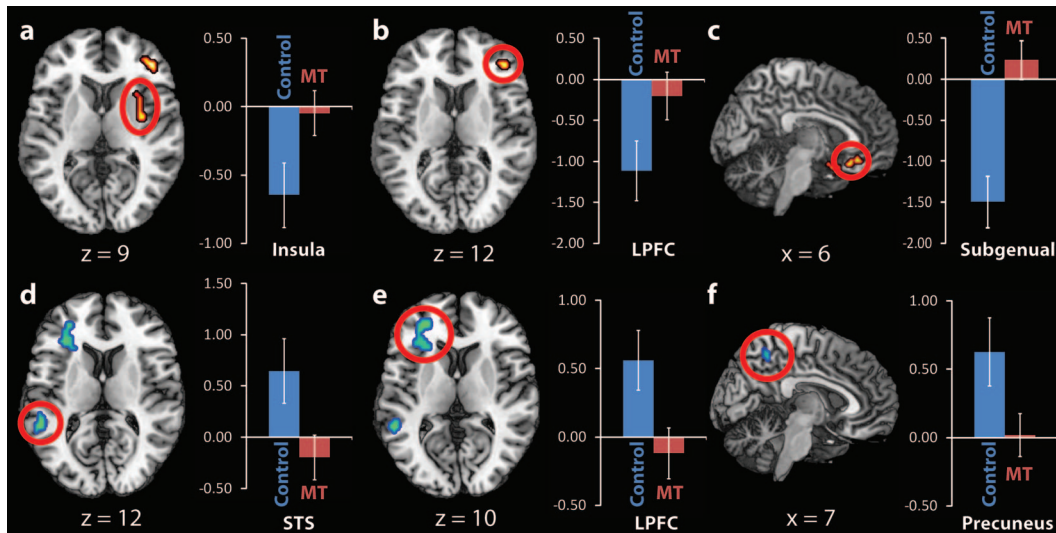 a
0.50
0.00
-0.50
-1.00
Control
MT
Insula
z = 9
b
0.50
0.00
-0.50
-1.00
-1.50
-2.00
Control
MT
LPFC
z = 12
c
0.50
0.00
-0.50
-1.00
-1.50
-2.00
Control
MT
Subgenual
x = 6
d
1.50
1.00
0.50
0.00
-0.50
Control
MT
STS
z = 12
e
1.00
0.50
0.00
-0.50
Control
MT
LPFC
z = 10
f
1.00
0.50
0.00
-0.50
Control
MT
Precuneus
x = 7